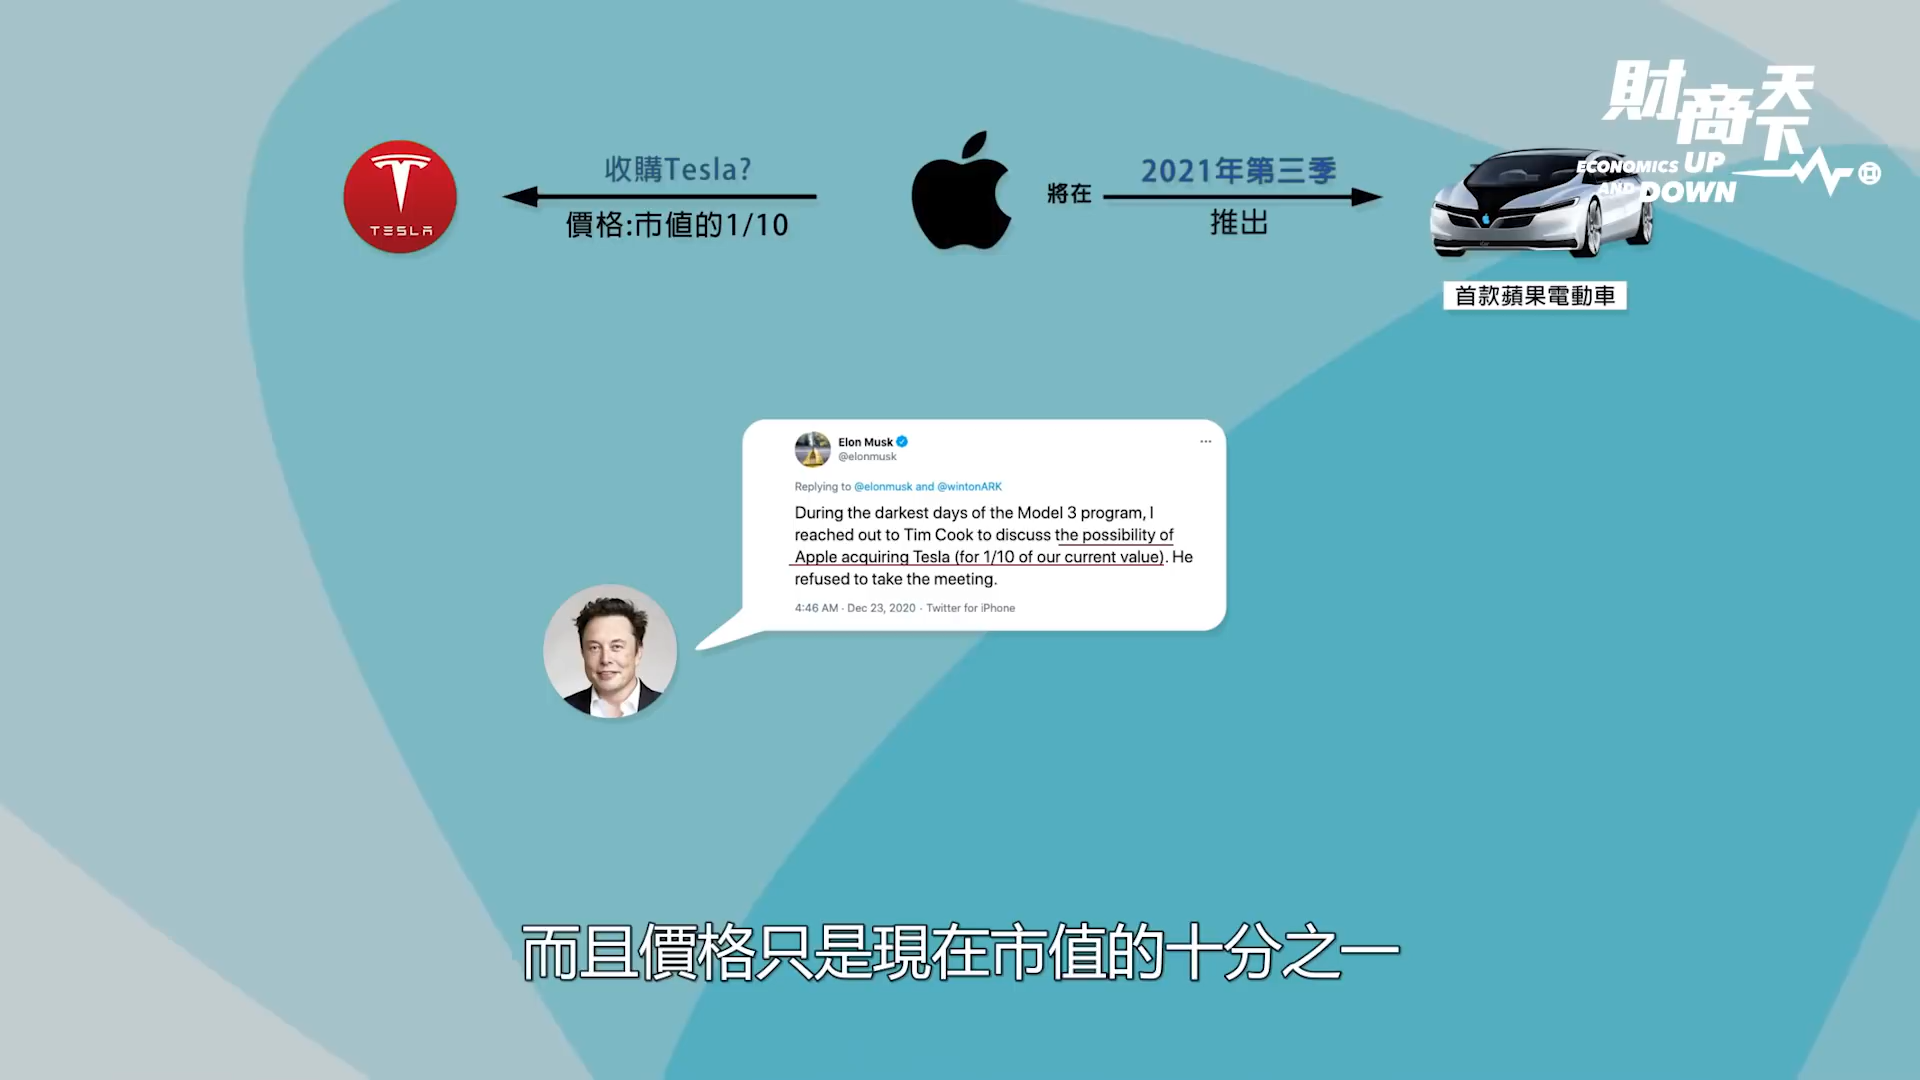 財商天下
ECONOMICS UP
AND DOWN
收購Tesla?
價格:市值的1/10
TESLA
將在
2021年第三季
推出
首款蘋果電動車
Elon Musk
@elonmusk
Replying to @elonmusk and @wintonARK
During the darkest days of the Model 3 program, I
reached out to Tim Cook to discuss the possibility of
Apple acquiring Tesla (for 1/10 of our current value). He
refused to take the meeting.
4:46 AM · Dec 23, 2020 · Twitter for iPhone
而且價格只是現在市值的十分之一